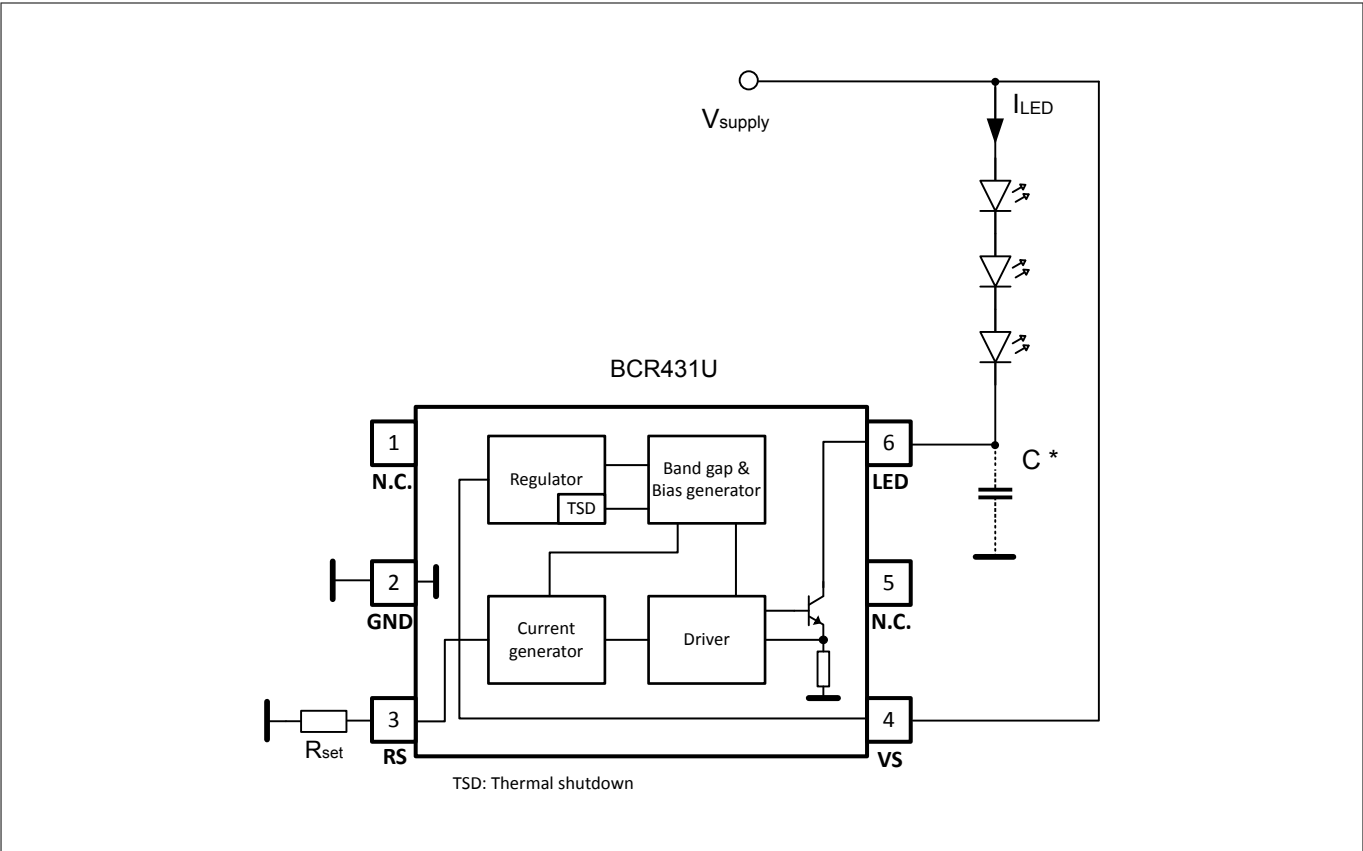 Vsupply
ILED
BCR431U
1
N.C.
Regulator
TSD
Band gap &
Bias generator
6
LED
C *
2
GND
5
N.C.
Current
generator
Driver
3
RS
Rset
4
VS
TSD: Thermal shutdown